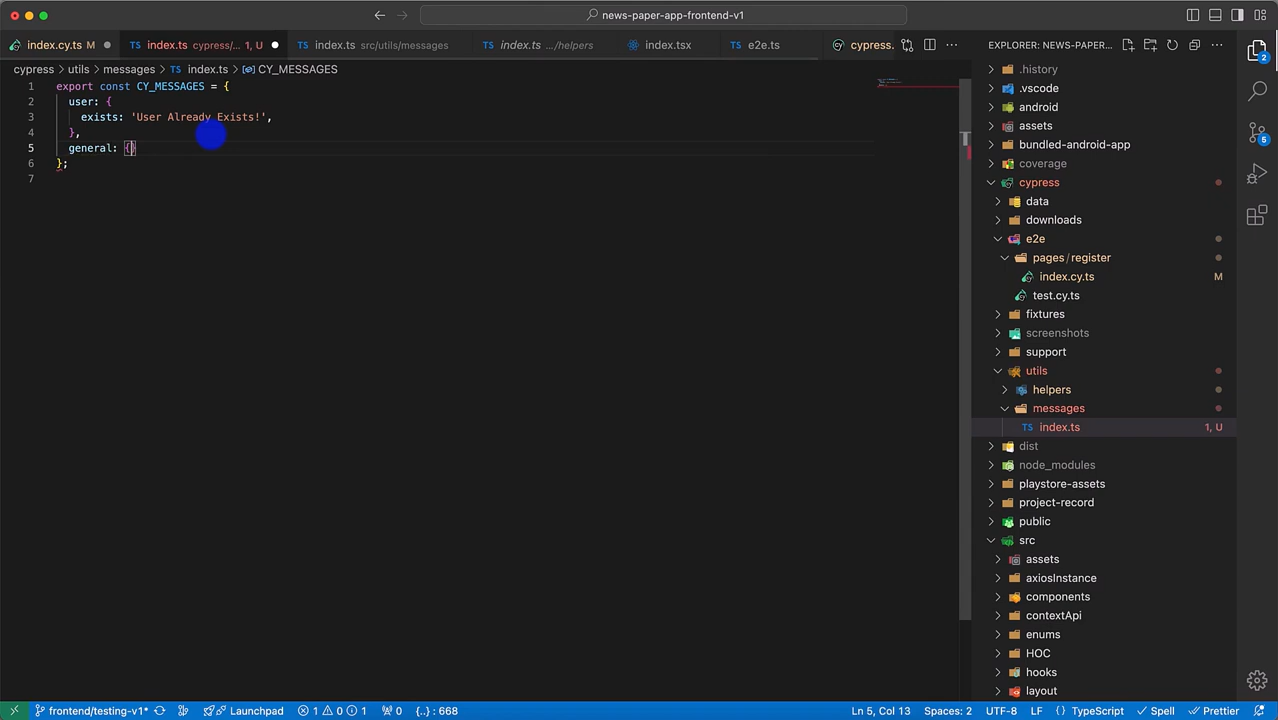 news-paper-app-frontend-v1
index.cy.ts M
index.ts cypress/... 1, U
index.ts src/utils/messages
index.ts .../helpers
index.tsx
e2e.ts
cypress.
EXPLORER: NEWS-PAPER...
cypress > utils > messages > TS index.ts > CY_MESSAGES
1 export const CY_MESSAGES = {
2 user: {
3 exists: 'User Already Exists!',
4 },
5 general: {}
6 };
7
.history
.vscode
android
assets
bundled-android-app
coverage
cypress
data
downloads
e2e
pages/register
index.cy.ts M
test.cy.ts
fixtures
screenshots
support
utils
helpers
messages
TS index.ts 1, U
dist
node_modules
playstore-assets
project-record
public
src
assets
axiosInstance
components
contextApi
enums
HOC
hooks
layout
2
5
frontend/testing-v1* Launchpad 1 0 1 0 {..} : 668 Ln 5, Col 13 Spaces: 2 UTF-8 LF {} TypeScript Spell Prettier